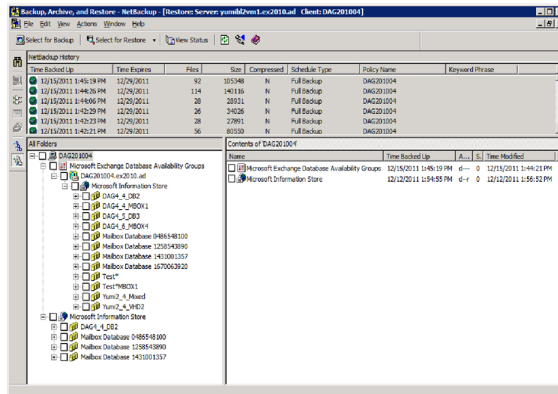 Backup, Archive, and Restore - NetBackup - [Restore: Server: yumibl2vm1.ex2010.ad Client: DAG201004]
File Edit View Actions Window Help
Select for Backup Select for Restore View Status
NetBackup History
Time Backed Up Time Expires Files Size Compressed Schedule Type Policy Name Keyword Phrase
12/15/2011 1:45:19 PM 12/29/2011 92 105348 N Full Backup DAG201004
12/15/2011 1:44:26 PM 12/29/2011 114 140116 N Full Backup DAG201004
12/15/2011 1:44:06 PM 12/29/2011 28 28931 N Full Backup DAG201004
12/15/2011 1:42:29 PM 12/29/2011 26 34026 N Full Backup DAG201004
12/15/2011 1:42:23 PM 12/29/2011 28 27891 N Full Backup DAG201004
12/15/2011 1:42:21 PM 12/29/2011 56 80550 N Full Backup DAG201004
All Folders
DAG201004
Microsoft Exchange Database Availability Groups
DAG201004.ex2010.ad
Microsoft Information Store
DAG4_4_DB2
DAG4_4_MBOX1
DAG4_5_DB3
DAG4_6_MBOX4
Mailbox Database 0486548100
Mailbox Database 1258543890
Mailbox Database 1431001357
Mailbox Database 1670063920
Test*
Test*MBOX1
Yumi2_4_Mixed
Yumi2_4_VHD2
Microsoft Information Store
DAG4_4_DB2
Mailbox Database 0486548100
Mailbox Database 1258543890
Mailbox Database 1431001357
Contents of 'DAG201004'
Name Time Backed Up A... S. Time Modified
Microsoft Exchange Database Availability Groups 12/15/2011 1:45:19 PM d--- 0 12/15/2011 1:44:21 PM
Microsoft Information Store 12/12/2011 1:54:55 PM d--r 0 12/12/2011 1:56:52 PM